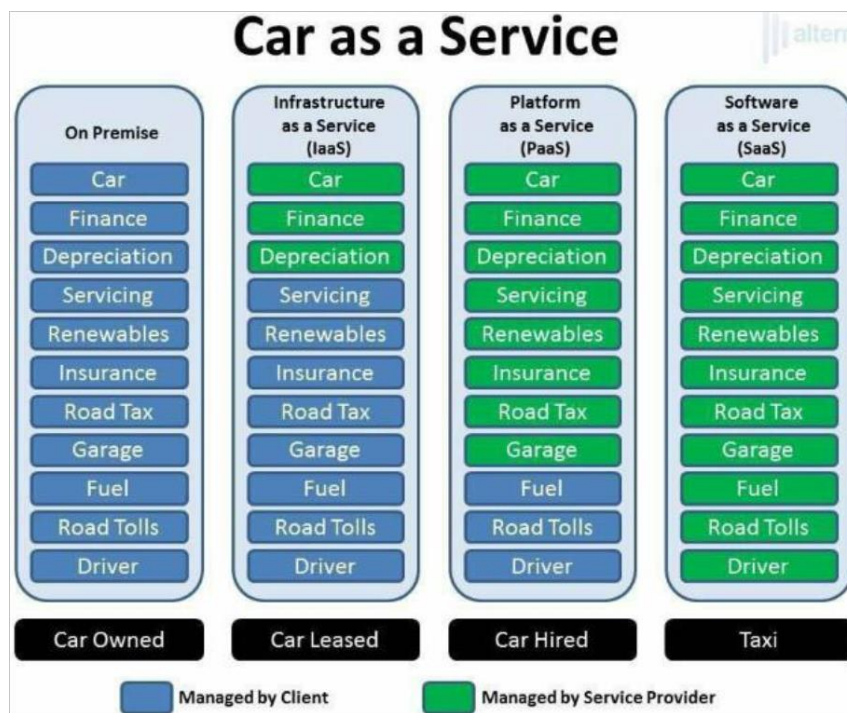 Car as a Service
altern
On Premise
Car
Finance
Depreciation
Servicing
Renewables
Insurance
Road Tax
Garage
Fuel
Road Tolls
Driver
Car Owned
Infrastructure
as a Service
(IaaS)
Car
Finance
Depreciation
Servicing
Renewables
Insurance
Road Tax
Garage
Fuel
Road Tolls
Driver
Car Leased
Platform
as a Service
(PaaS)
Car
Finance
Depreciation
Servicing
Renewables
Insurance
Road Tax
Garage
Fuel
Road Tolls
Driver
Car Hired
Software
as a Service
(SaaS)
Car
Finance
Depreciation
Servicing
Renewables
Insurance
Road Tax
Garage
Fuel
Road Tolls
Driver
Taxi
Managed by Client
Managed by Service Provider